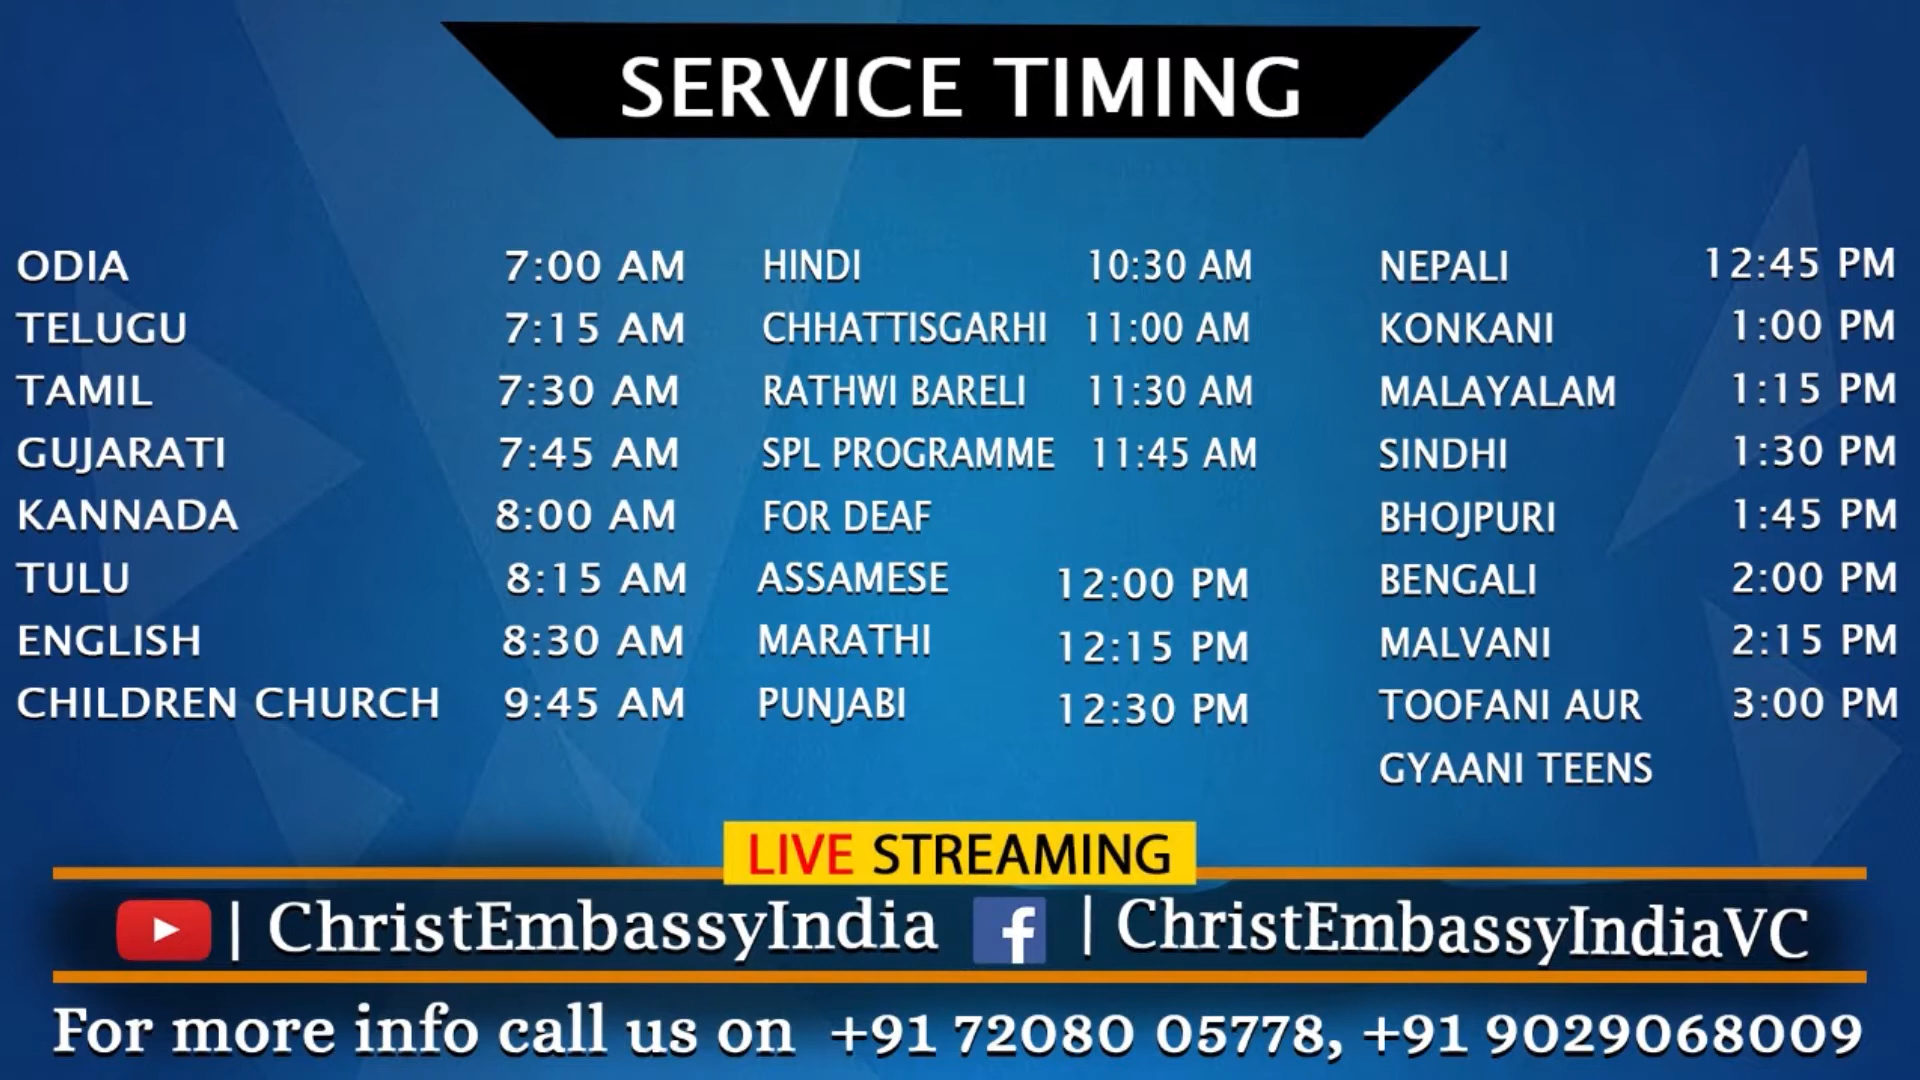 SERVICE TIMING
ODIA 7:00 AM
TELUGU 7:15 AM
TAMIL 7:30 AM
GUJARATI 7:45 AM
KANNADA 8:00 AM
TULU 8:15 AM
ENGLISH 8:30 AM
CHILDREN CHURCH 9:45 AM
HINDI 10:30 AM
CHHATTISGARHI 11:00 AM
RATHWI BARELI 11:30 AM
SPL PROGRAMME 11:45 AM
FOR DEAF
ASSAMESE 12:00 PM
MARATHI 12:15 PM
PUNJABI 12:30 PM
NEPALI 12:45 PM
KONKANI 1:00 PM
MALAYALAM 1:15 PM
SINDHI 1:30 PM
BHOJPURI 1:45 PM
BENGALI 2:00 PM
MALVANI 2:15 PM
TOOFANI AUR 3:00 PM
GYAANI TEENS
LIVE STREAMING
| ChristEmbassyIndia f | ChristEmbassyIndiaVC
For more info call us on +91 72080 05778, +91 9029068009